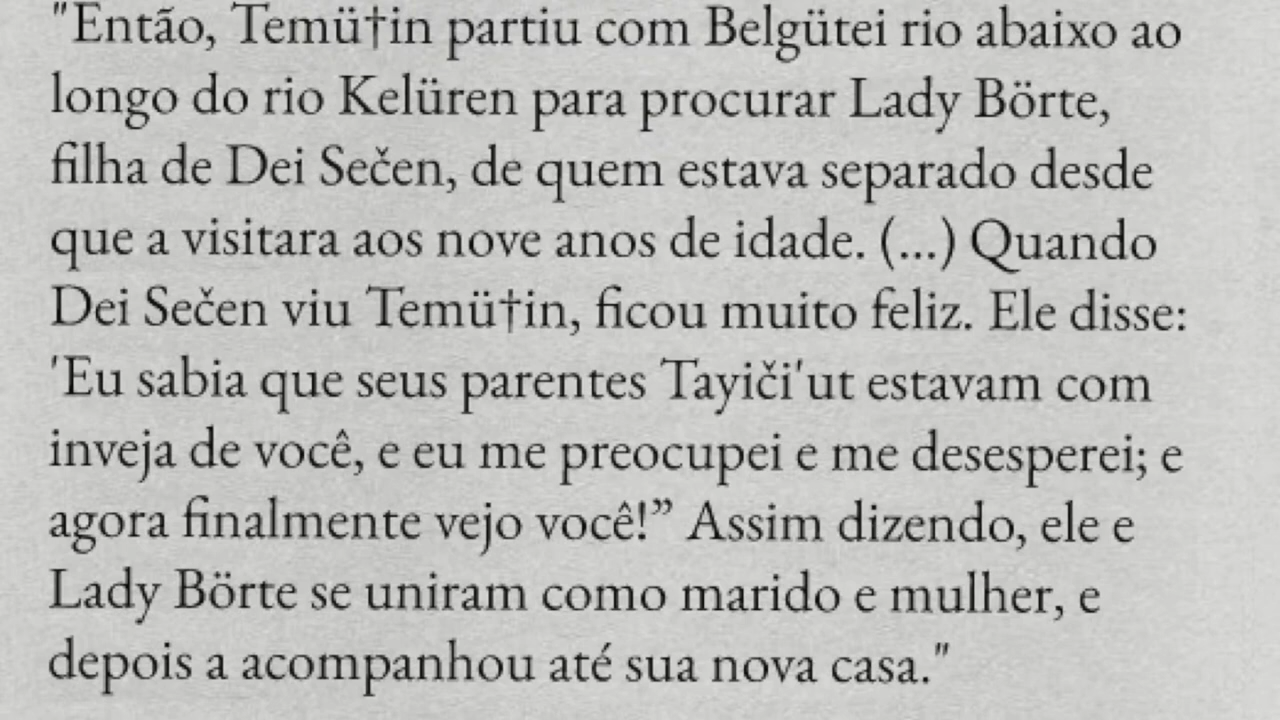 "Então, Temü†in partiu com Belgütei rio abaixo ao
longo do rio Kelüren para procurar Lady Börte,
filha de Dei Sečen, de quem estava separado desde
que a visitara aos nove anos de idade. (...) Quando
Dei Sečen viu Temü†in, ficou muito feliz. Ele disse:
'Eu sabia que seus parentes Tayiči'ut estavam com
inveja de você, e eu me preocupei e me desesperei; e
agora finalmente vejo você!” Assim dizendo, ele e
Lady Börte se uniram como marido e mulher, e
depois a acompanhou até sua nova casa."